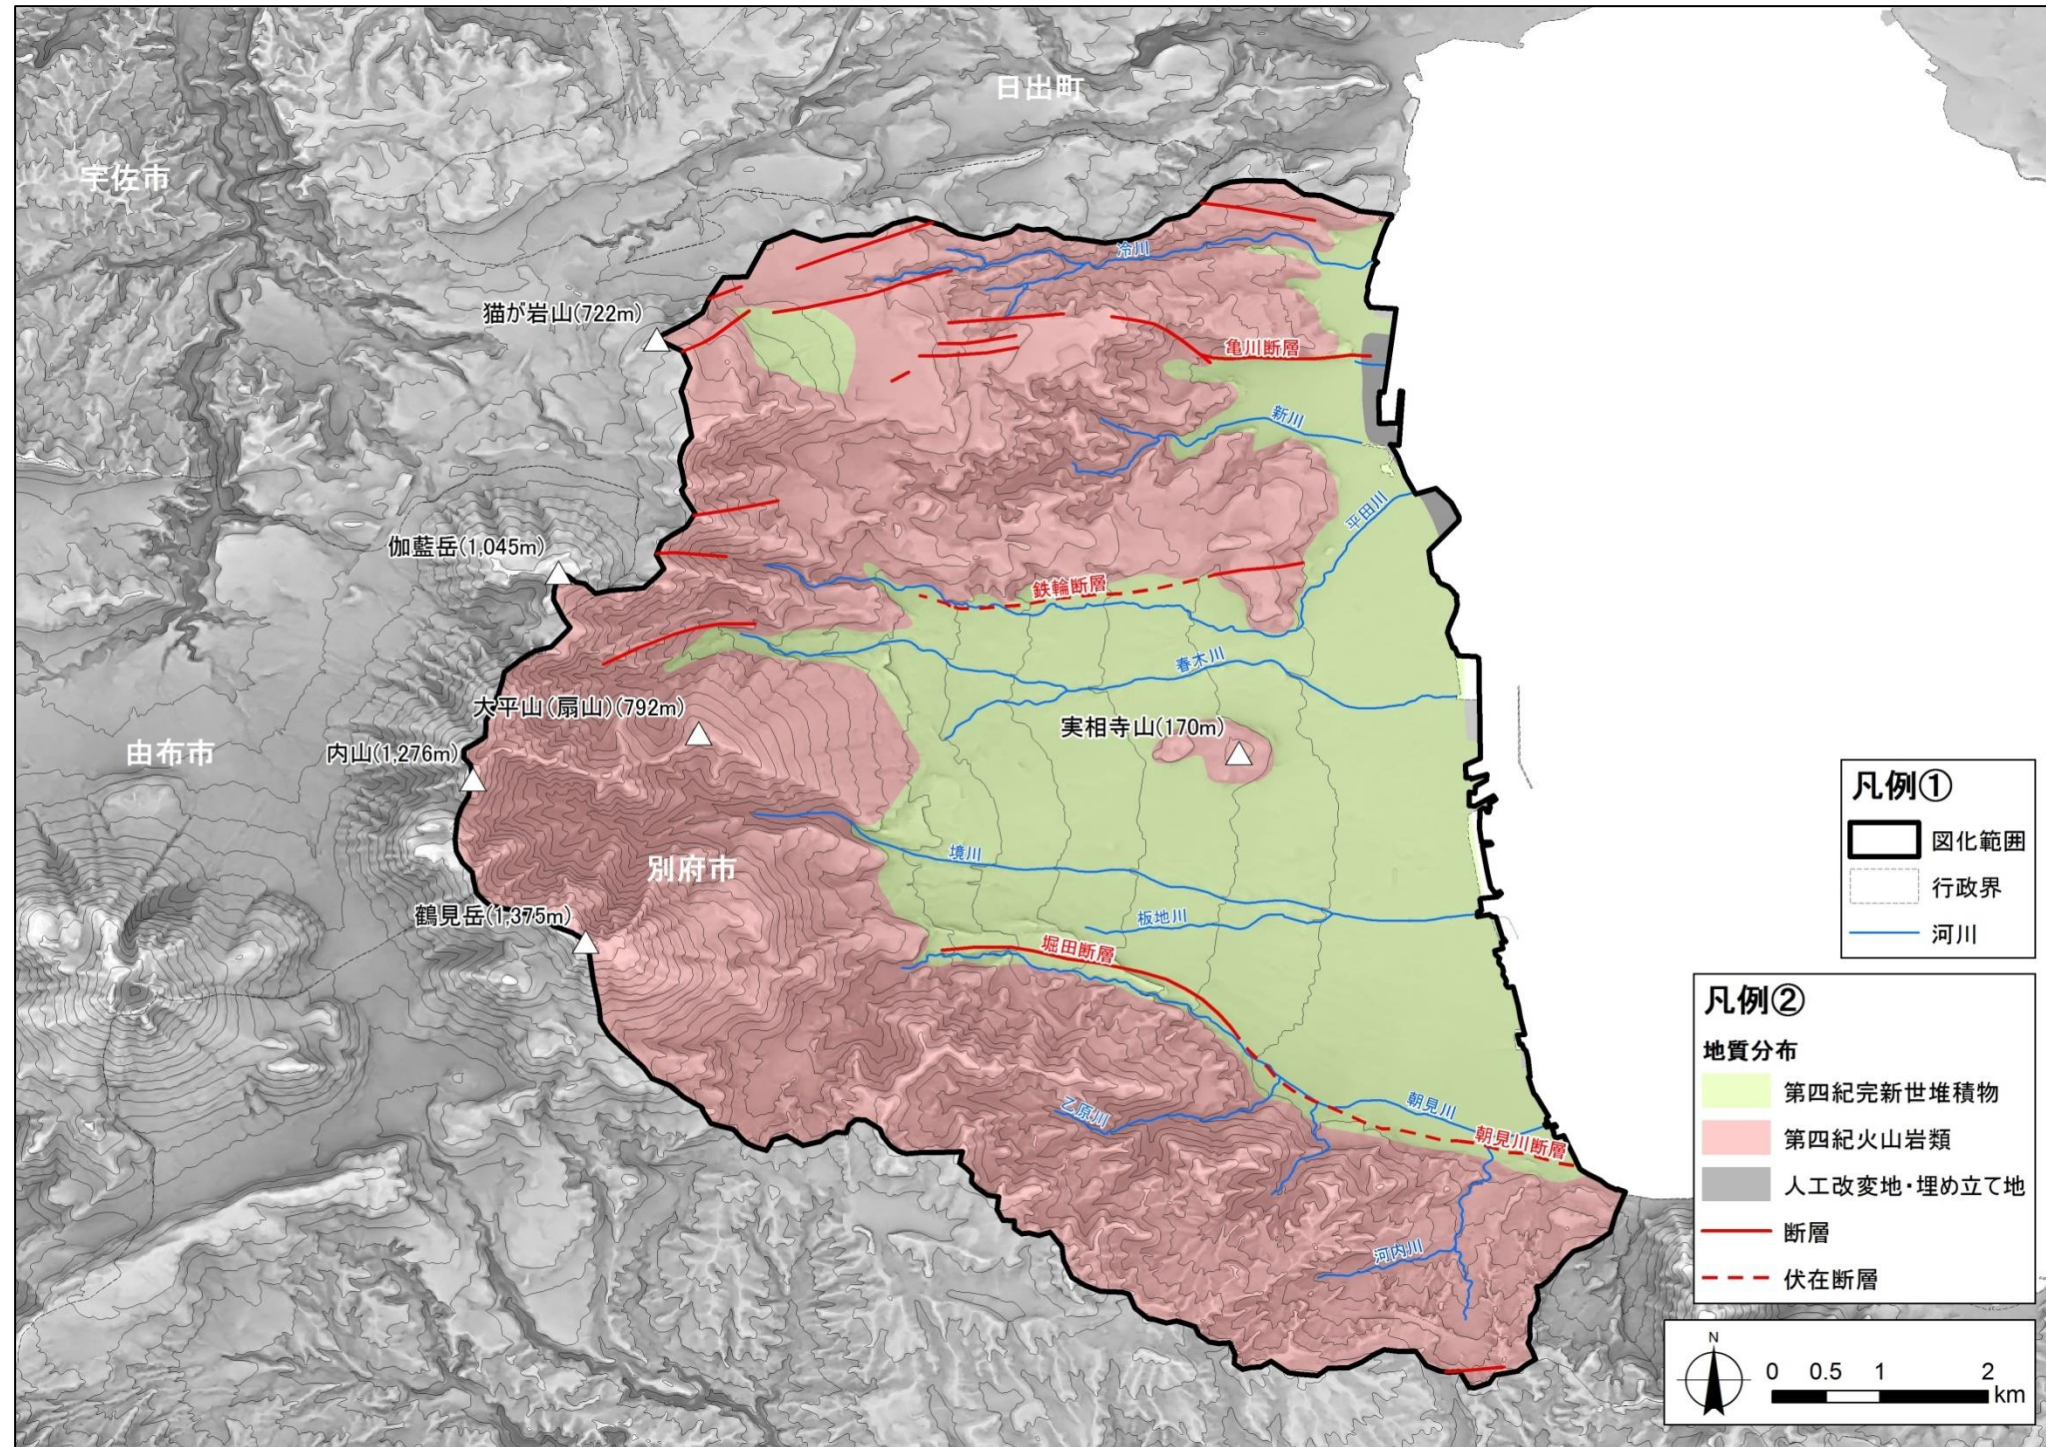 日出町
宇佐市
冷川
猫が岩山(722m)
亀川断層
新川
平田川
伽藍岳(1,045m)
鉄輪断層
春木川
大平山(扇山)(792m)
実相寺山(170m)
由布市
内山(1,276m)
境川
別府市
鶴見岳(1,375m)
板地川
堀田断層
乙原川
朝見川
朝見川断層
河内川
凡例①
図化範囲
行政界
河川
凡例②
地質分布
第四紀完新世堆積物
第四紀火山岩類
人工改変地・埋め立て地
断層
伏在断層
N
0 0.5 1 2
km